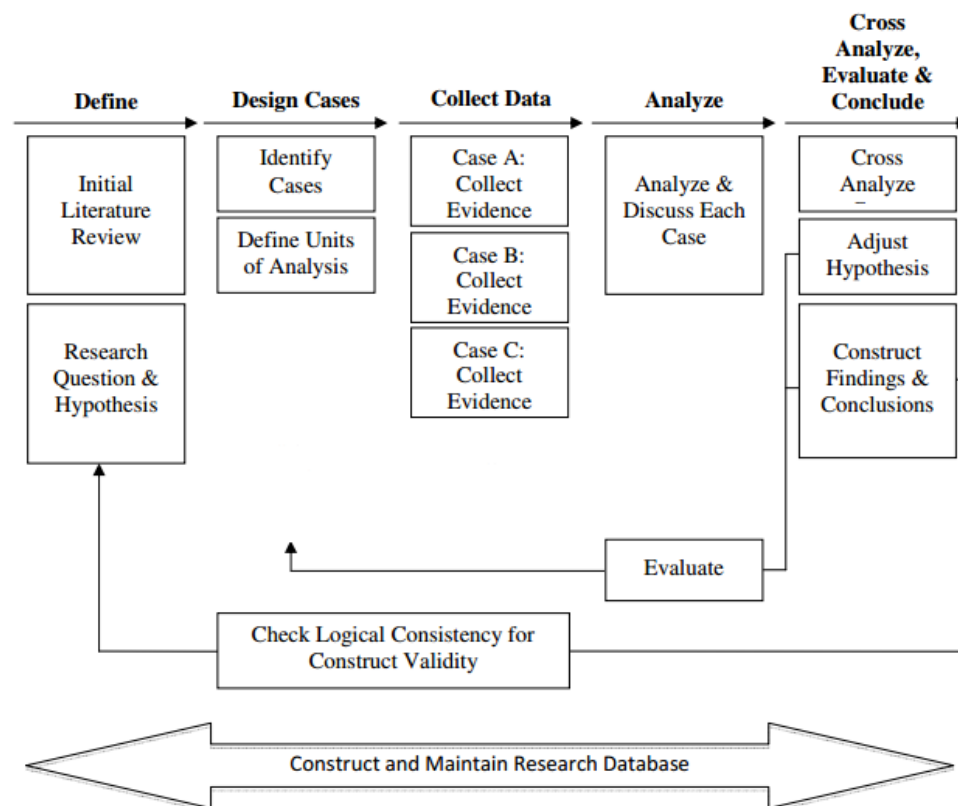 Define
Initial
Literature
Review
Research
Question &
Hypothesis
Design Cases
Identify
Cases
Define Units
of Analysis
Collect Data
Case A:
Collect
Evidence
Case B:
Collect
Evidence
Case C:
Collect
Evidence
Analyze
Analyze &
Discuss Each
Case
Cross
Analyze,
Evaluate &
Conclude
Cross
Analyze
Adjust
Hypothesis
Construct
Findings &
Conclusions
Evaluate
Check Logical Consistency for
Construct Validity
Construct and Maintain Research Database